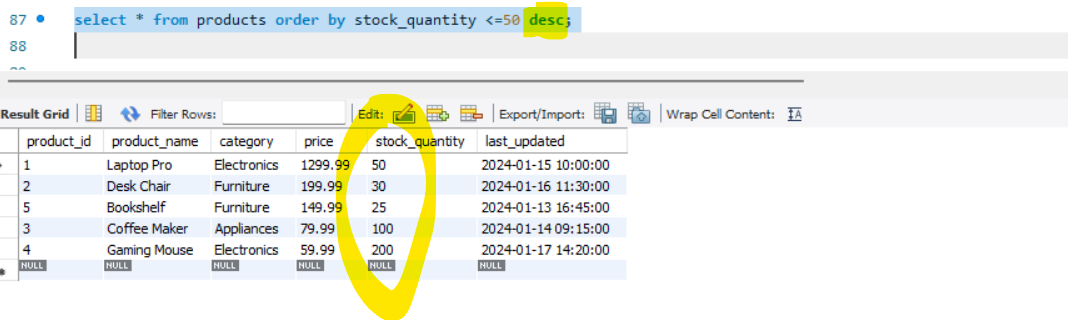 87 select * from products order by stock_quantity <=50 desc;
88
Result Grid Filter Rows: Edit: Export/Import: Wrap Cell Content:
product_id product_name category price stock_quantity last_updated
1 Laptop Pro Electronics 1299.99 50 2024-01-15 10:00:00
2 Desk Chair Furniture 199.99 30 2024-01-16 11:30:00
5 Bookshelf Furniture 149.99 25 2024-01-13 16:45:00
3 Coffee Maker Appliances 79.99 100 2024-01-14 09:15:00
4 Gaming Mouse Electronics 59.99 200 2024-01-17 14:20:00
NULL NULL NULL NULL NULL NULL